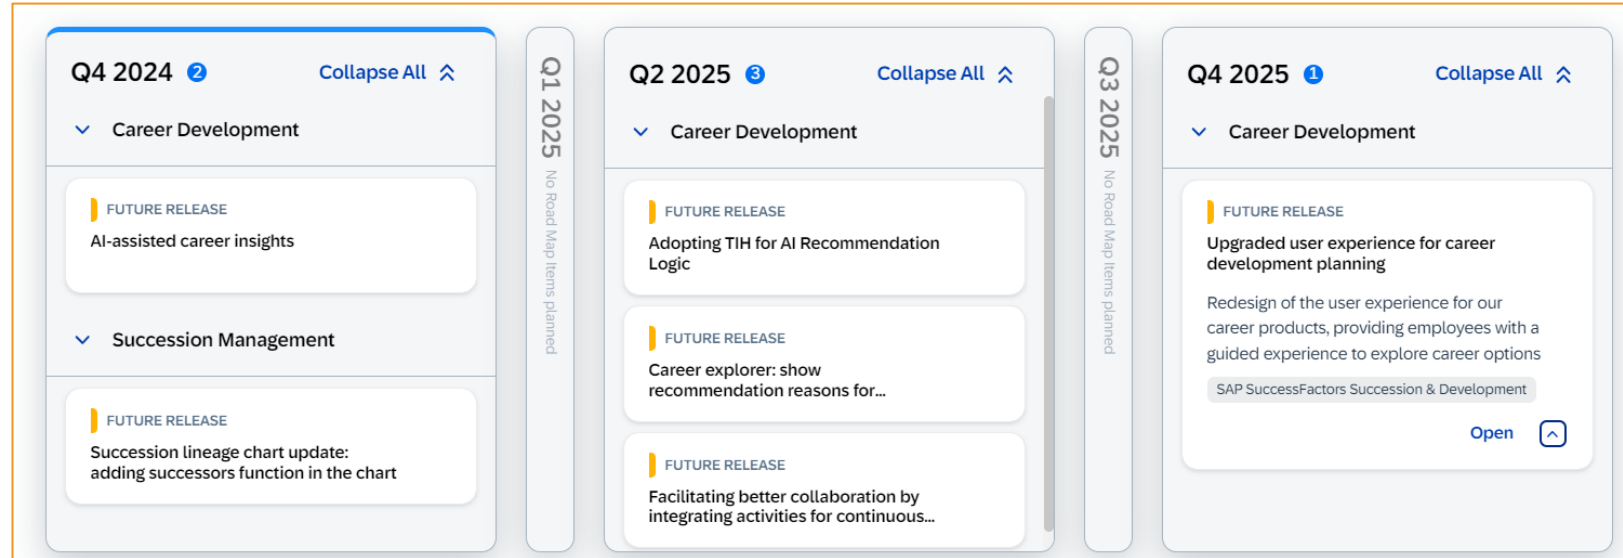 Q4 2024 2 Collapse All
Career Development
FUTURE RELEASE
AI-assisted career insights
Succession Management
FUTURE RELEASE
Succession lineage chart update:
adding successors function in the chart
Q1 2025 No Road Map Items planned
Q2 2025 3 Collapse All
Career Development
FUTURE RELEASE
Adopting TIH for AI Recommendation
Logic
FUTURE RELEASE
Career explorer: show
recommendation reasons for...
FUTURE RELEASE
Facilitating better collaboration by
integrating activities for continuous...
Q3 2025 No Road Map Items planned
Q4 2025 1 Collapse All
Career Development
FUTURE RELEASE
Upgraded user experience for career
development planning
Redesign of the user experience for our
career products, providing employees with a
guided experience to explore career options
SAP SuccessFactors Succession & Development
Open